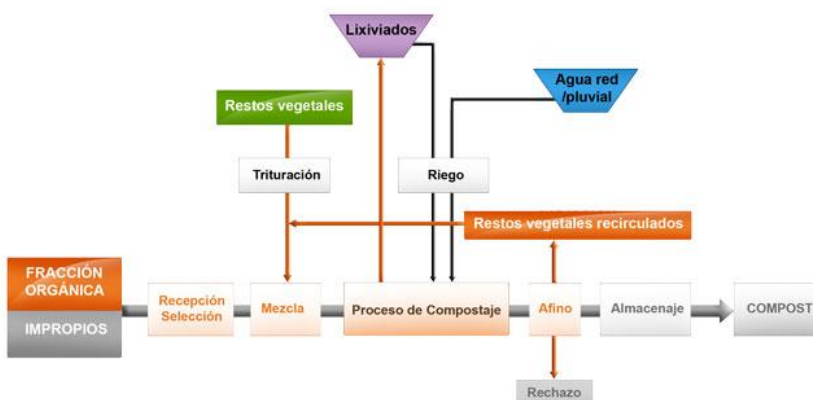 Lixiviados
Agua red
/pluvial
Restos vegetales
Trituración
Riego
Restos vegetales recirculados
FRACCIÓN
ORGÁNICA
IMPROPIOS
Recepción
Selección
Mezcla
Proceso de Compostaje
Afino
Almacenaje
COMPOST
Rechazo